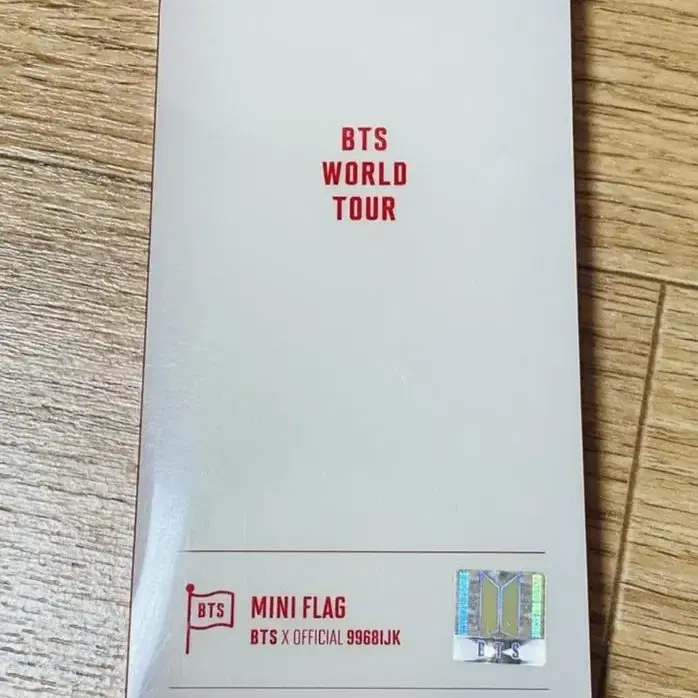 BTS
WORLD
TOUR
BTS
MINI FLAG
BTS X OFFICIAL 9968IJK
BTS